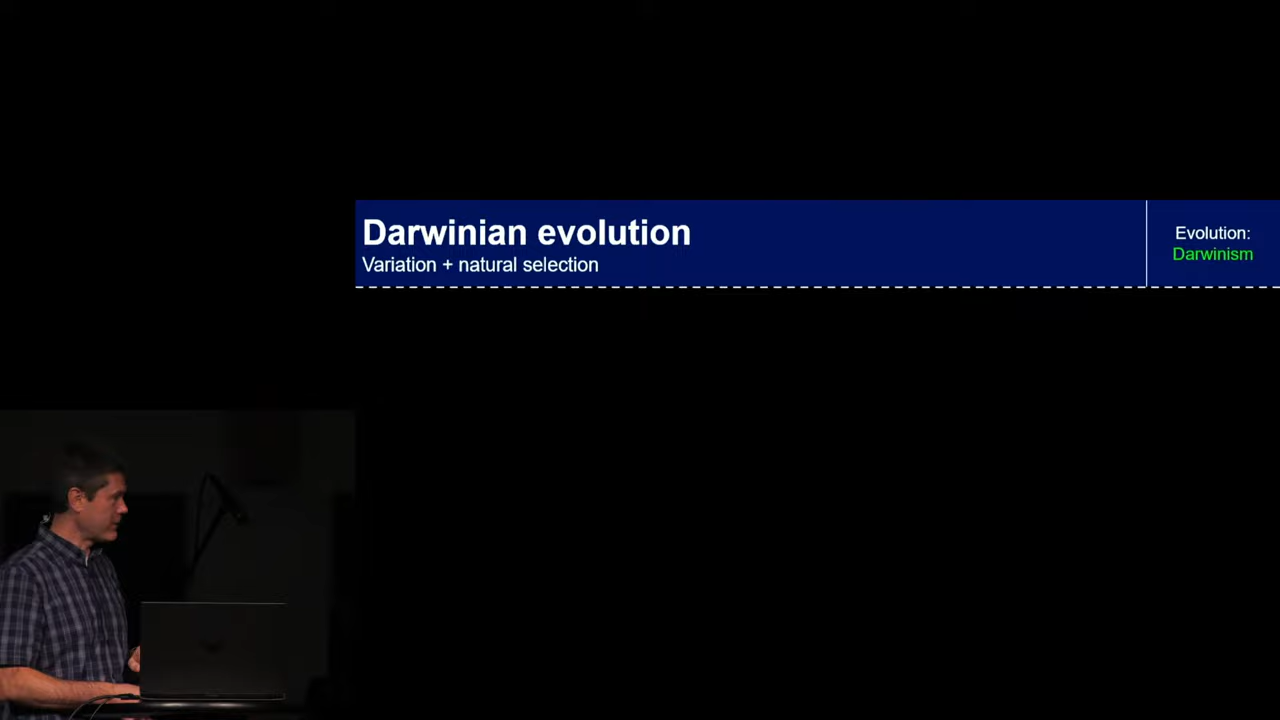 Darwinian evolution
Variation + natural selection
Evolution:
Darwinism